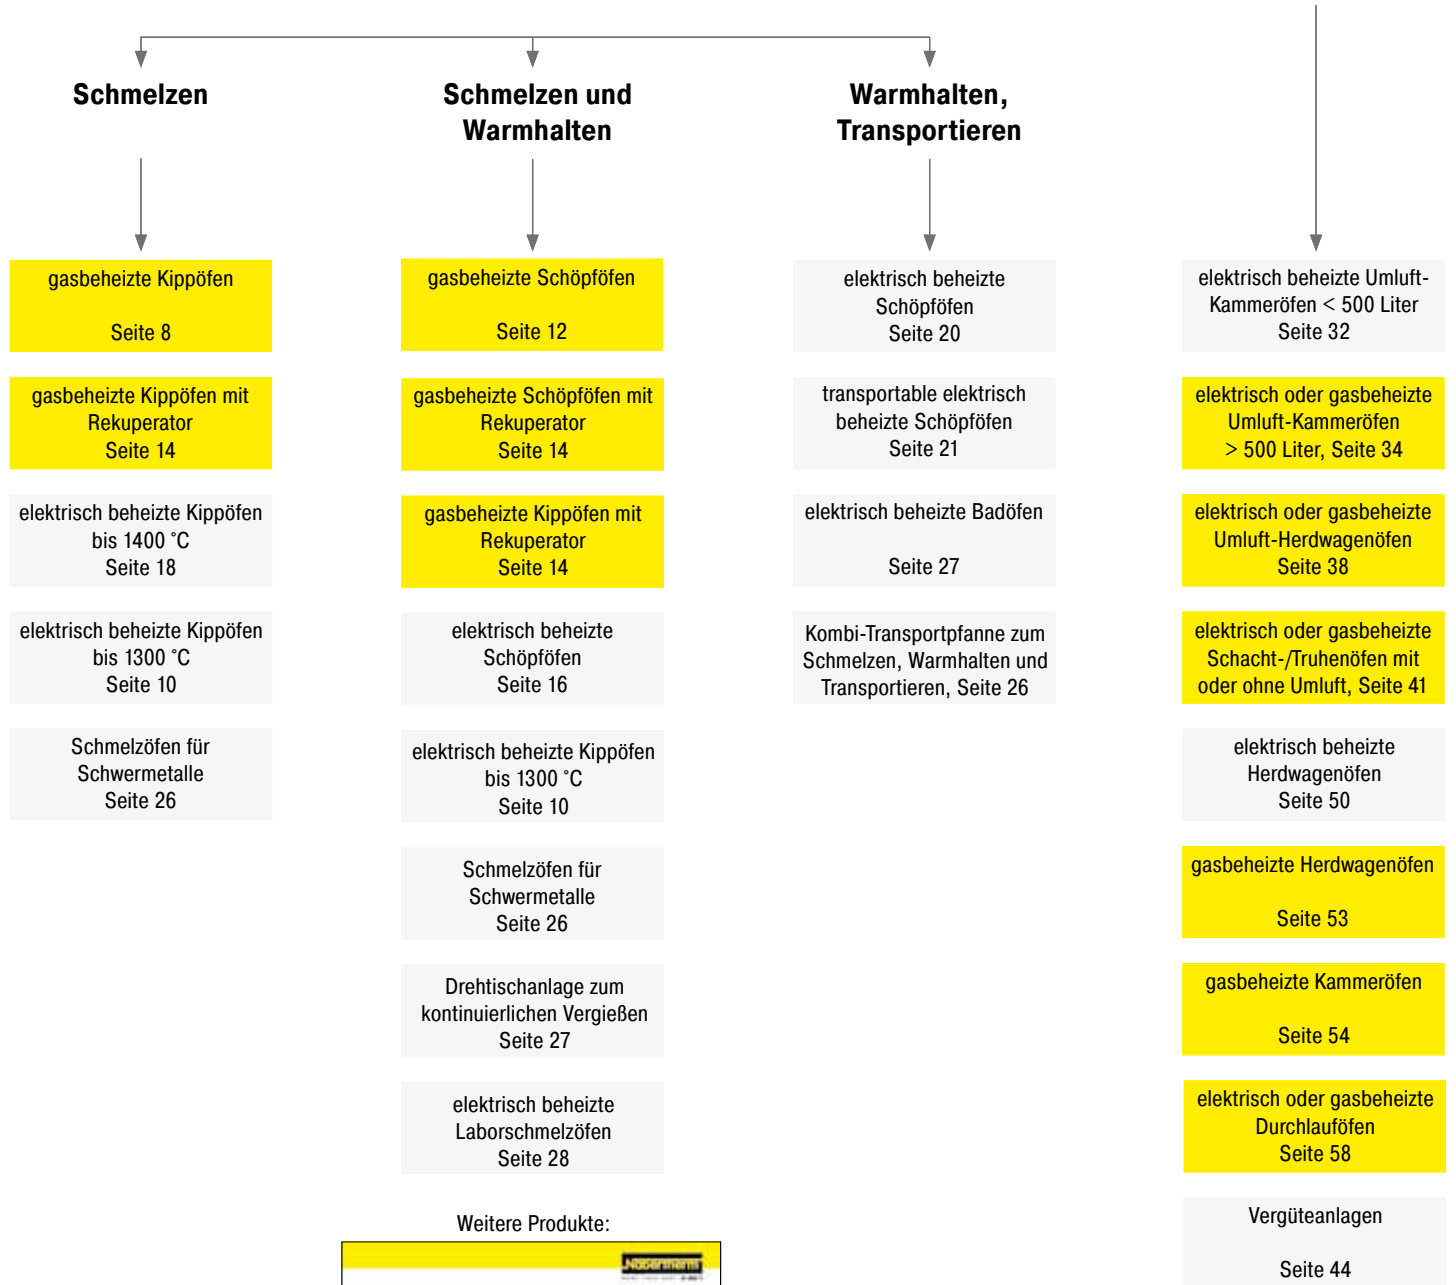 Schmelzen
gasbeheizte Kippöfen
Seite 8
gasbeheizte Kippöfen mit
Rekuperator
Seite 14
elektrisch beheizte Kippöfen
bis 1400 °C
Seite 18
elektrisch beheizte Kippöfen
bis 1300 °C
Seite 10
Schmelzöfen für
Schwermetalle
Seite 26
Schmelzen und
Warmhalten
gasbeheizte Schöpföfen
Seite 12
gasbeheizte Schöpföfen mit
Rekuperator
Seite 14
gasbeheizte Kippöfen mit
Rekuperator
Seite 14
elektrisch beheizte
Schöpföfen
Seite 16
elektrisch beheizte Kippöfen
bis 1300 °C
Seite 10
Schmelzöfen für
Schwermetalle
Seite 26
Drehtischanlage zum
kontinuierlichen Vergießen
Seite 27
elektrisch beheizte
Laborschmelzöfen
Seite 28
Weitere Produkte:
Nabertherm
Warmhalten,
Transportieren
elektrisch beheizte
Schöpföfen
Seite 20
transportable elektrisch
beheizte Schöpföfen
Seite 21
elektrisch beheizte Badöfen
Seite 27
Kombi-Transportpfanne zum
Schmelzen, Warmhalten und
Transportieren, Seite 26
elektrisch beheizte Umluft-
Kammeröfen < 500 Liter
Seite 32
elektrisch oder gasbeheizte
Umluft-Kammeröfen
> 500 Liter, Seite 34
elektrisch oder gasbeheizte
Umluft-Herdwagenöfen
Seite 38
elektrisch oder gasbeheizte
Schacht-/Truhenöfen mit
oder ohne Umluft, Seite 41
elektrisch beheizte
Herdwagenöfen
Seite 50
gasbeheizte Herdwagenöfen
Seite 53
gasbeheizte Kammeröfen
Seite 54
elektrisch oder gasbeheizte
Durchlauföfen
Seite 58
Vergüteanlagen
Seite 44